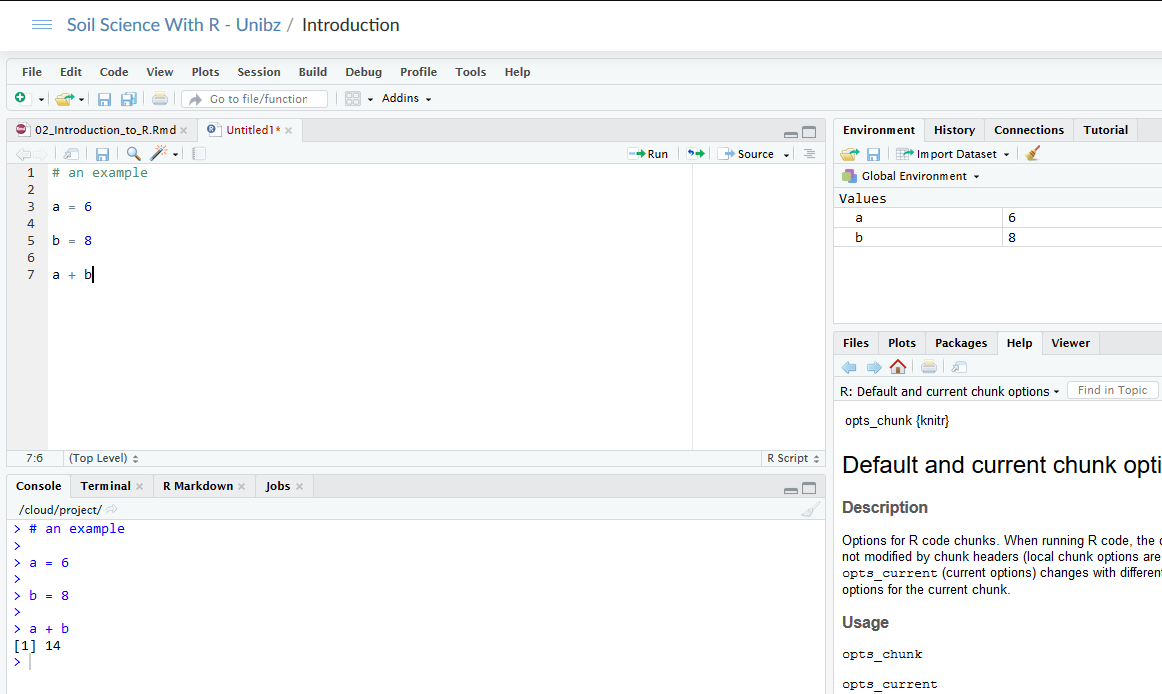 Soil Science With R - Unibz / Introduction
File Edit Code View Plots Session Build Debug Profile Tools Help
Go to file/function Addins
02_Introduction_to_R.Rmd Untitled1*
Run Source
1 # an example
2
3 a = 6
4
5 b = 8
6
7 a + b
7:6 (Top Level) R Script
Console Terminal R Markdown Jobs
/cloud/project/
> # an example
>
> a = 6
>
> b = 8
>
> a + b
[1] 14
>
Environment History Connections Tutorial
Import Dataset
Global Environment
Values
a 6
b 8
Files Plots Packages Help Viewer
R: Default and current chunk options Find in Topic
opts_chunk {knitr}
Default and current chunk opti
Description
Options for R code chunks. When running R code, the
not modified by chunk headers (local chunk options are
opts_current (current options) changes with different
options for the current chunk.
Usage
opts_chunk
opts_current